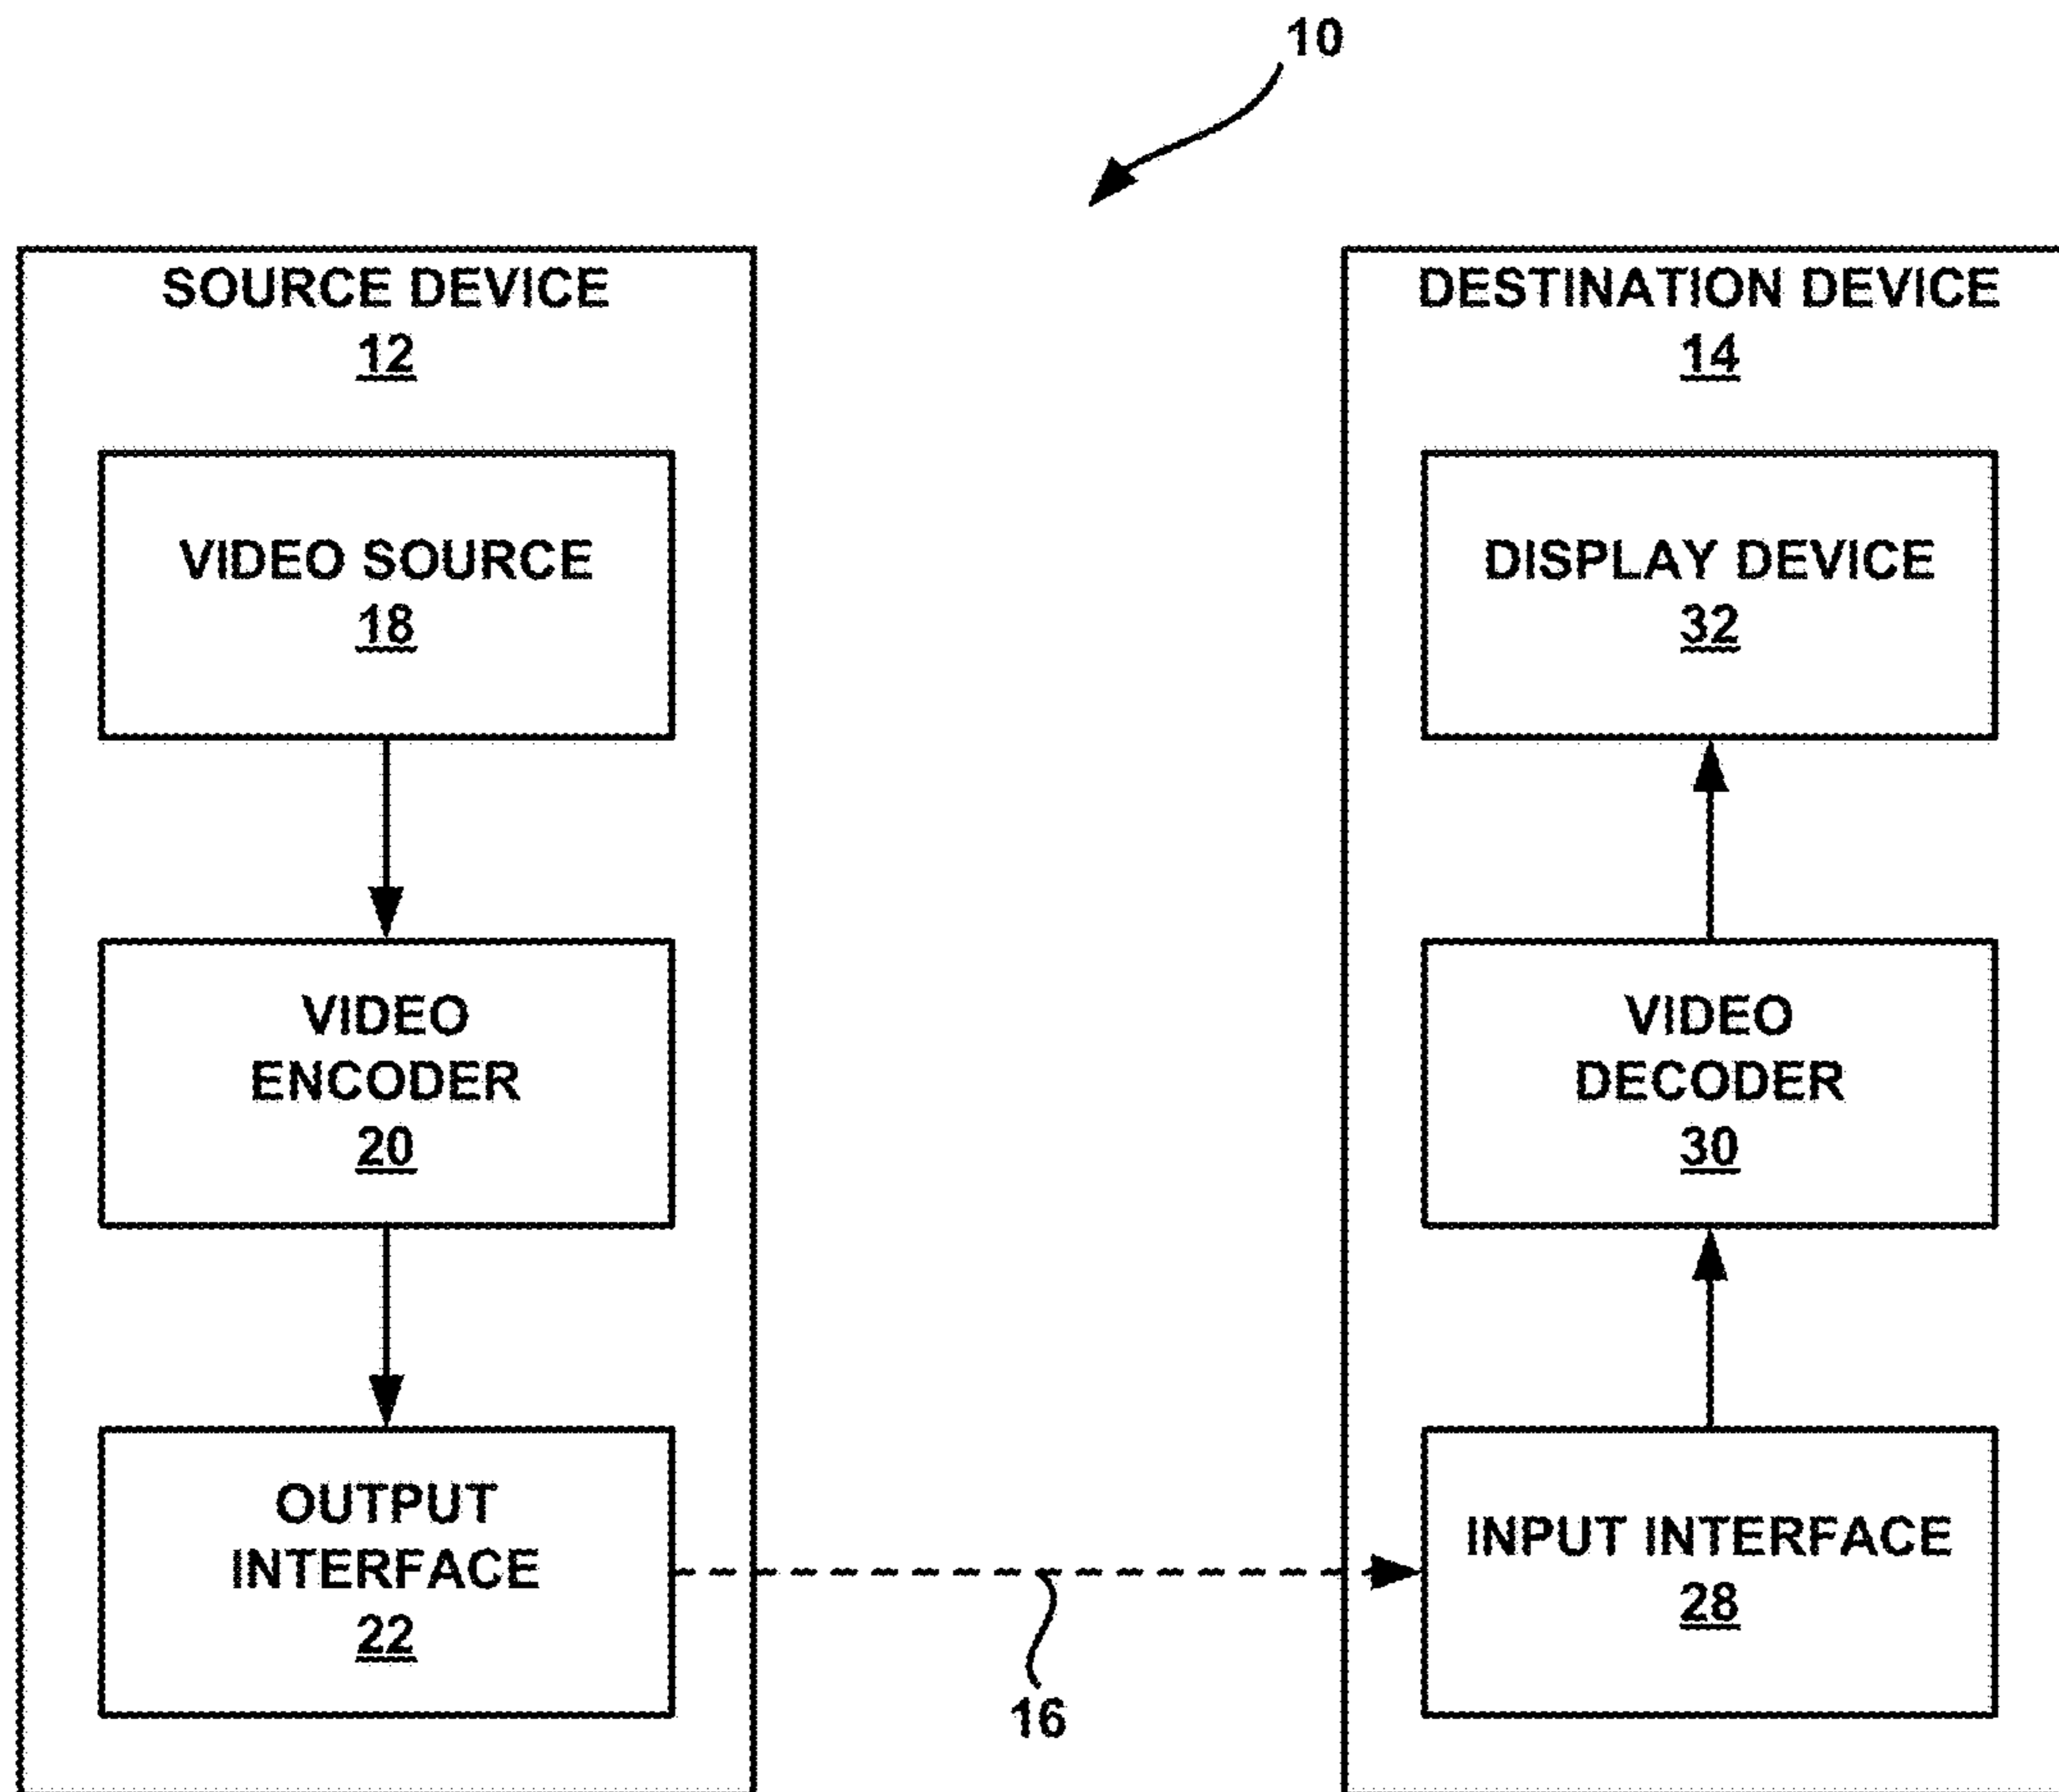 10
SOURCE DEVICE
12
VIDEO SOURCE
18
VIDEO
ENCODER
20
OUTPUT
INTERFACE
22
16
DESTINATION DEVICE
14
DISPLAY DEVICE
32
VIDEO
DECODER
30
INPUT INTERFACE
28